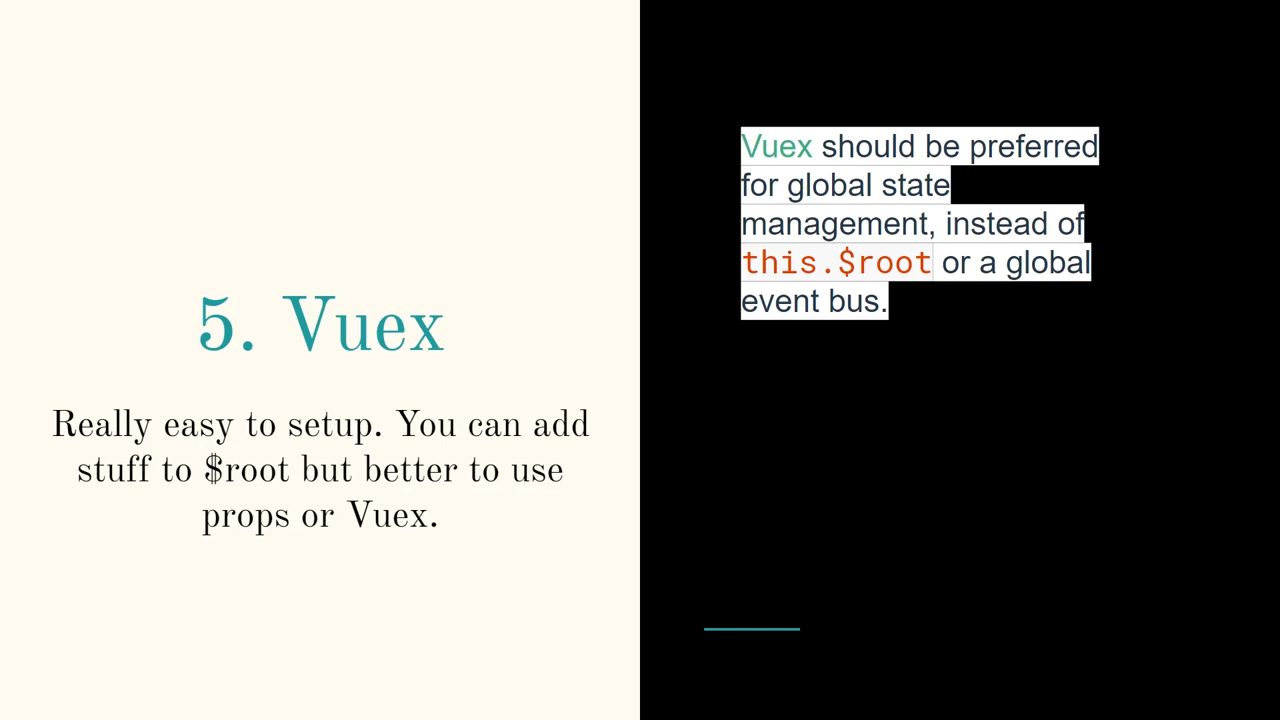 5. Vuex
Really easy to setup. You can add
stuff to $root but better to use
props or Vuex.
Vuex should be preferred
for global state
management, instead of
this.$root or a global
event bus.